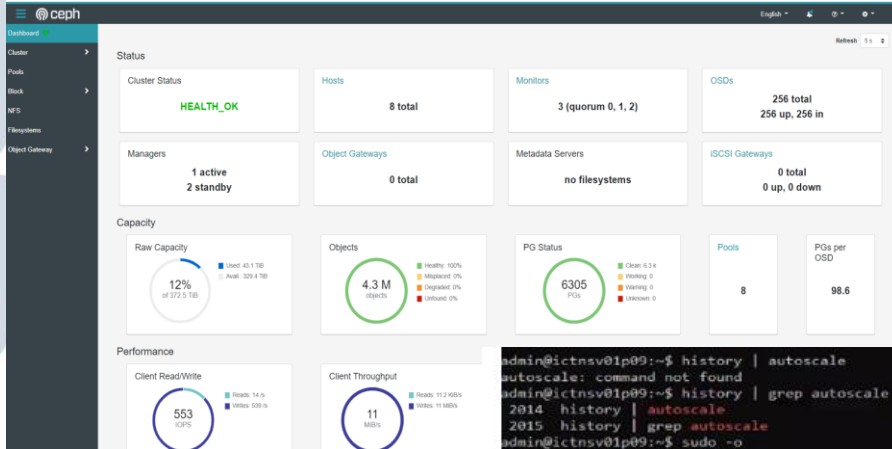 ceph
English
Dashboard
Cluster
Pools
Block
NFS
Filesystems
Object Gateway
Refresh 5 s
Status
Cluster Status
HEALTH_OK
Hosts
8 total
Monitors
3 (quorum 0, 1, 2)
OSDs
256 total
256 up, 256 in
Managers
1 active
2 standby
Object Gateways
0 total
Metadata Servers
no filesystems
iSCSI Gateways
0 total
0 up, 0 down
Capacity
Raw Capacity
12%
of 372.5 TiB
Used: 43.1 TiB
Avail.: 329.4 TiB
Objects
4.3 M
objects
Healthy: 100%
Misplaced: 0%
Degraded: 0%
Unfound: 0%
PG Status
6305
PGs
Clean: 6.3 k
Working: 0
Warning: 0
Unknown: 0
Pools
8
PGs per
OSD
98.6
Performance
Client Read/Write
553
IOPS
Reads: 14 /s
Writes: 539 /s
Client Throughput
11
MiB/s
Reads: 11.2 KiB/s
Writes: 11 MiB/s
admin@ictnsv01p09:~$ history | autoscale
autoscale: command not found
admin@ictnsv01p09:~$ history | grep autoscale
2014 history | autoscale
2015 history | grep autoscale
admin@ictnsv01p09:~$ sudo -o